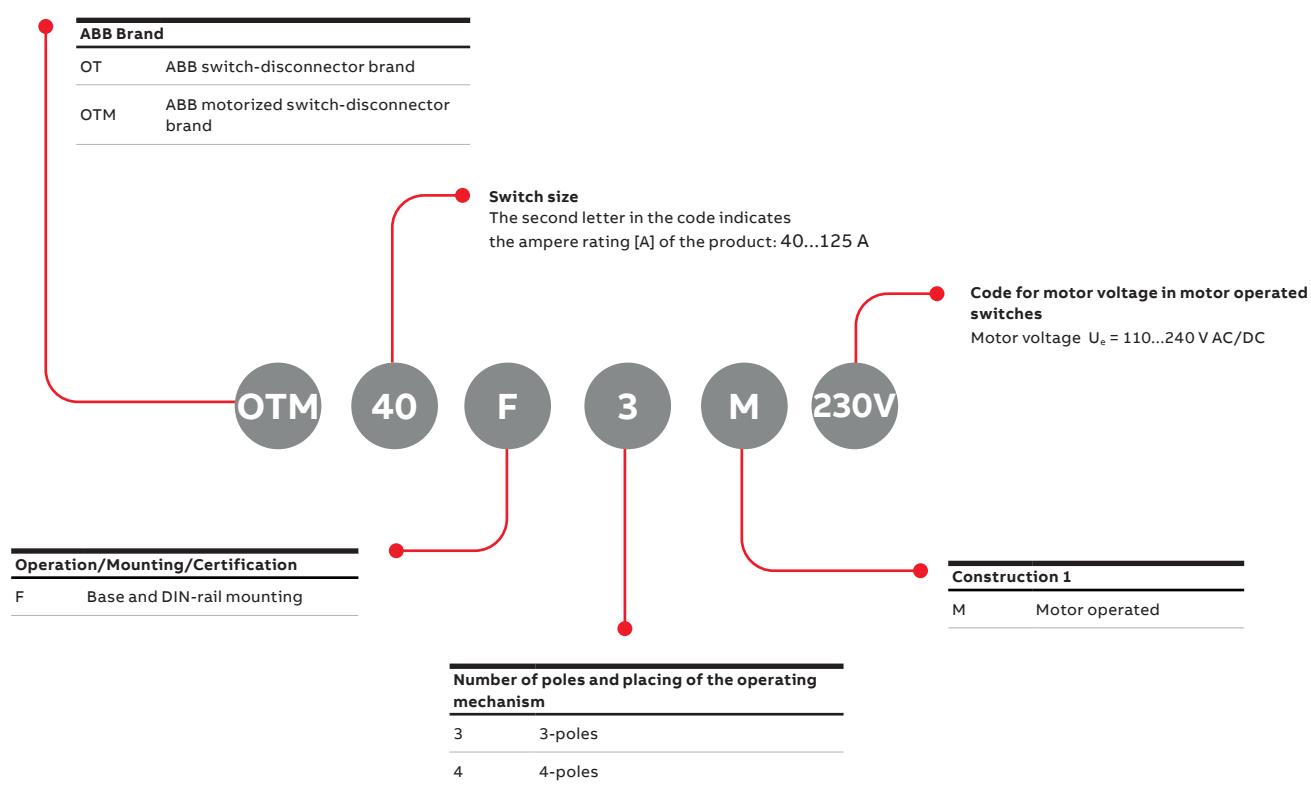 ABB Brand
OT ABB switch-disconnector brand
OTM ABB motorized switch-disconnector
brand
Switch size
The second letter in the code indicates
the ampere rating [A] of the product: 40...125 A
Code for motor voltage in motor operated
switches
Motor voltage Uₑ = 110...240 V AC/DC
OTM 40 F 3 M 230V
Operation/Mounting/Certification
F Base and DIN-rail mounting
Construction 1
M Motor operated
Number of poles and placing of the operating
mechanism
3 3-poles
4 4-poles